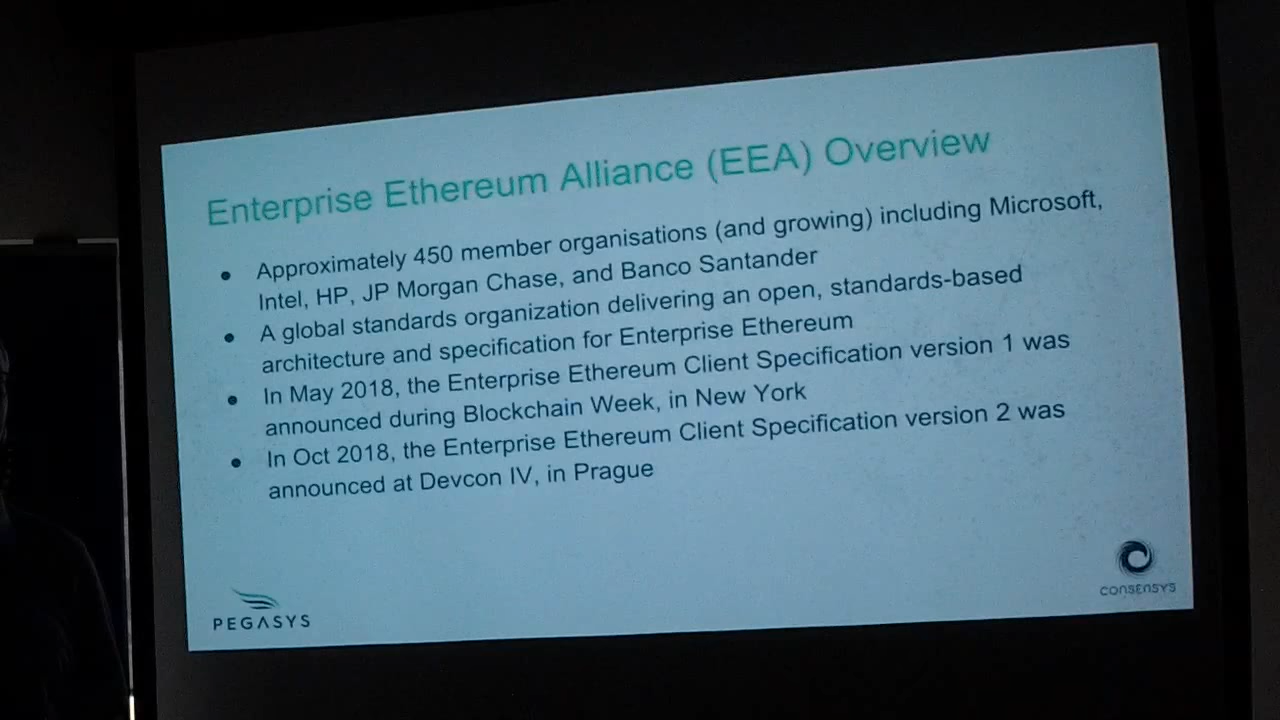 Enterprise Ethereum Alliance (EEA) Overview
● Approximately 450 member organisations (and growing) including Microsoft,
Intel, HP, JP Morgan Chase, and Banco Santander
● A global standards organization delivering an open, standards-based
architecture and specification for Enterprise Ethereum
● In May 2018, the Enterprise Ethereum Client Specification version 1 was
announced during Blockchain Week, in New York
● In Oct 2018, the Enterprise Ethereum Client Specification version 2 was
announced at Devcon IV, in Prague
PEGASYS
CONSENSYS